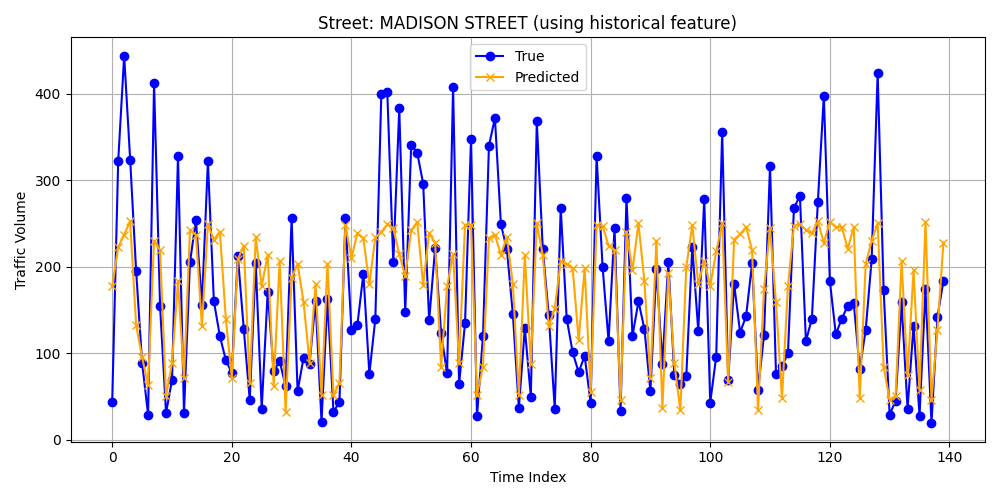 Street: MADISON STREET (using historical feature)
True
Predicted
Traffic Volume
400
300
200
100
0
0 20 40 60 80 100 120 140
Time Index